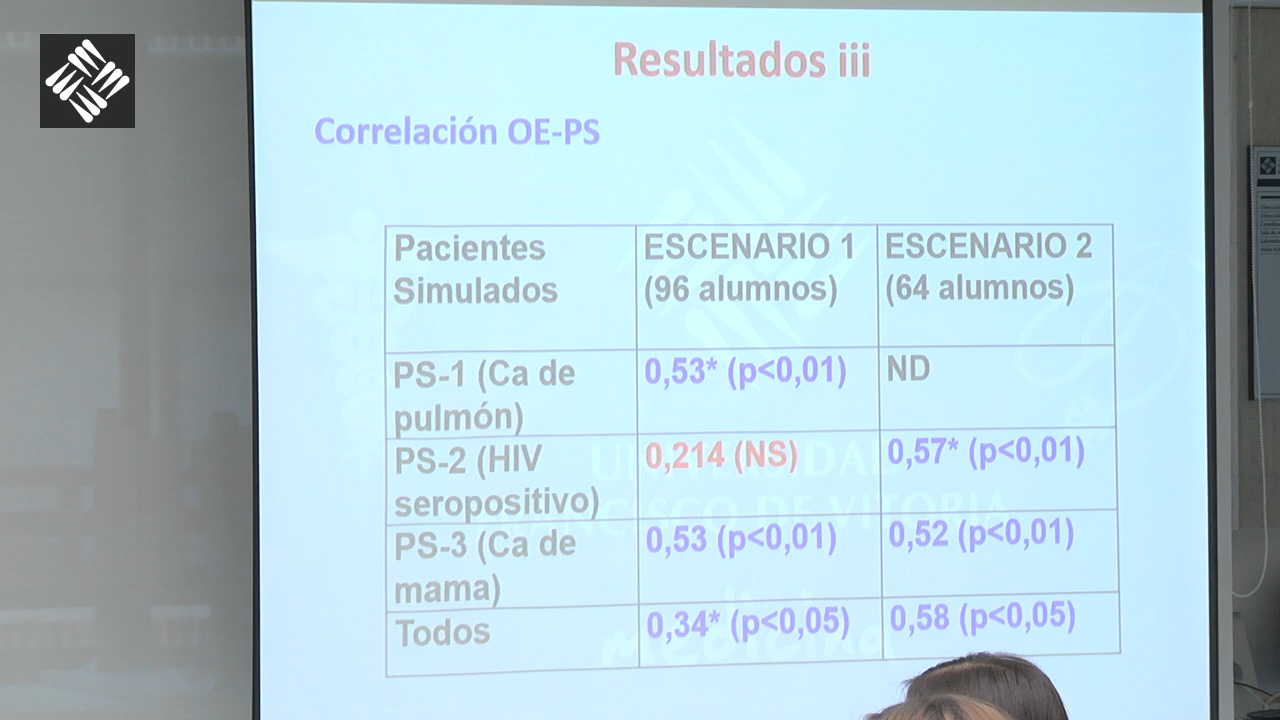 Resultados iii
Correlación OE-PS
Pacientes Simulados
ESCENARIO 1 (96 alumnos)
ESCENARIO 2 (64 alumnos)
PS-1 (Ca de pulmón)
0,53* (p<0,01)
ND
PS-2 (HIV seropositivo)
0,214 (NS)
0,57* (p<0,01)
PS-3 (Ca de mama)
0,53 (p<0,01)
0,52 (p<0,01)
Todos
0,34* (p<0,05)
0,58 (p<0,05)